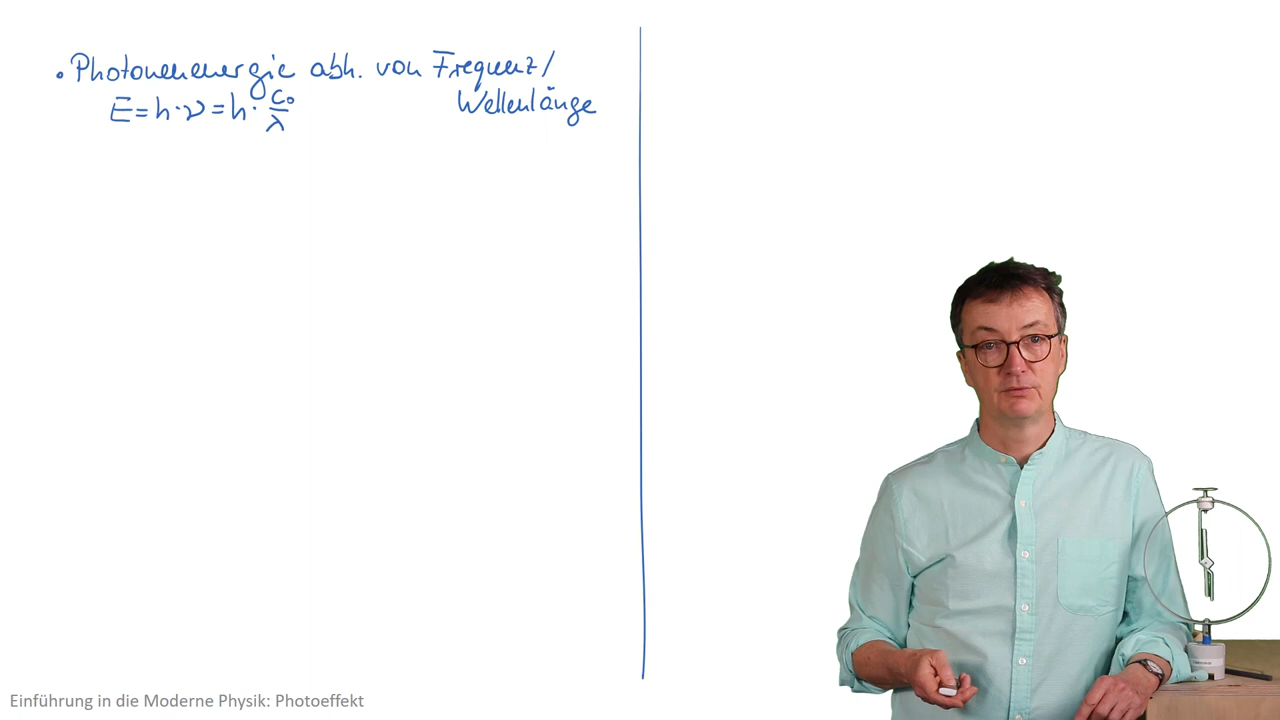 • Photonenenergie abh. von Frequenz/
Wellenlänge
E = h·ν = h· c₀/λ
Einführung in die Moderne Physik: Photoeffekt